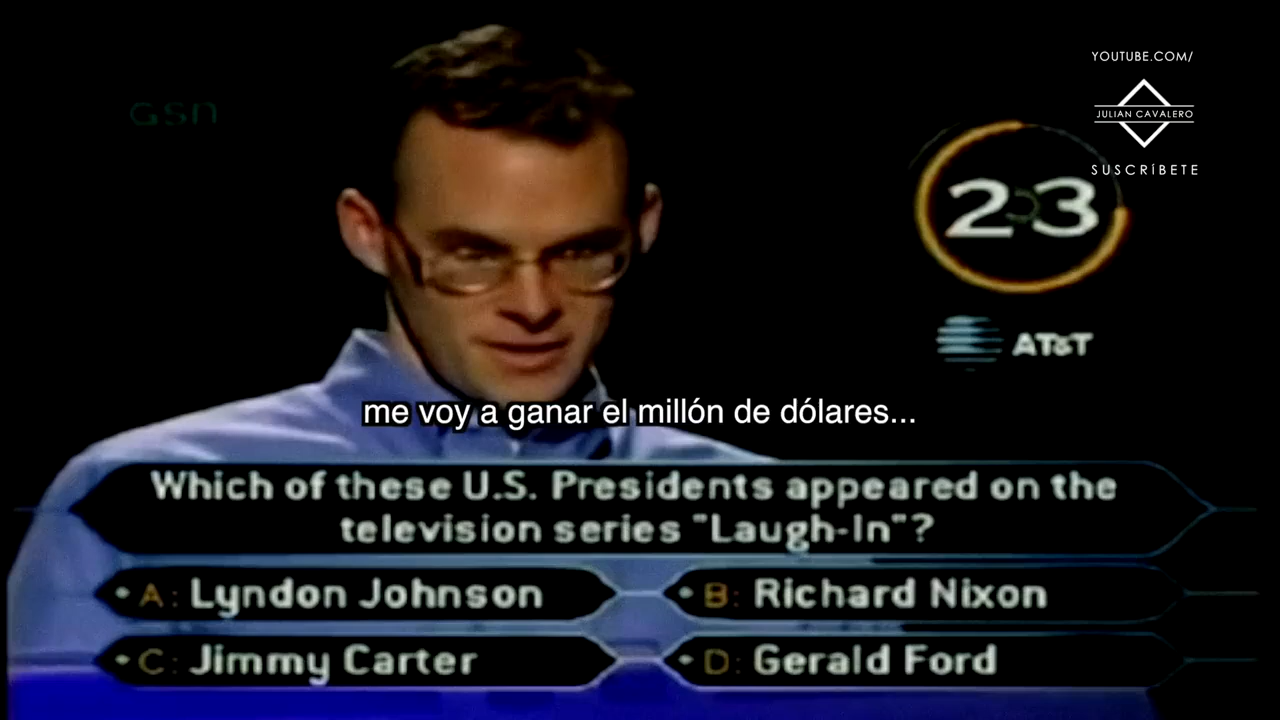 YOUTUBE.COM/
JULIAN CAVALERO
SUSCRÍBETE
GSN
23
AT&T
me voy a ganar el millón de dólares...
Which of these U.S. Presidents appeared on the
television series "Laugh-In"?
A: Lyndon Johnson
B: Richard Nixon
C: Jimmy Carter
D: Gerald Ford